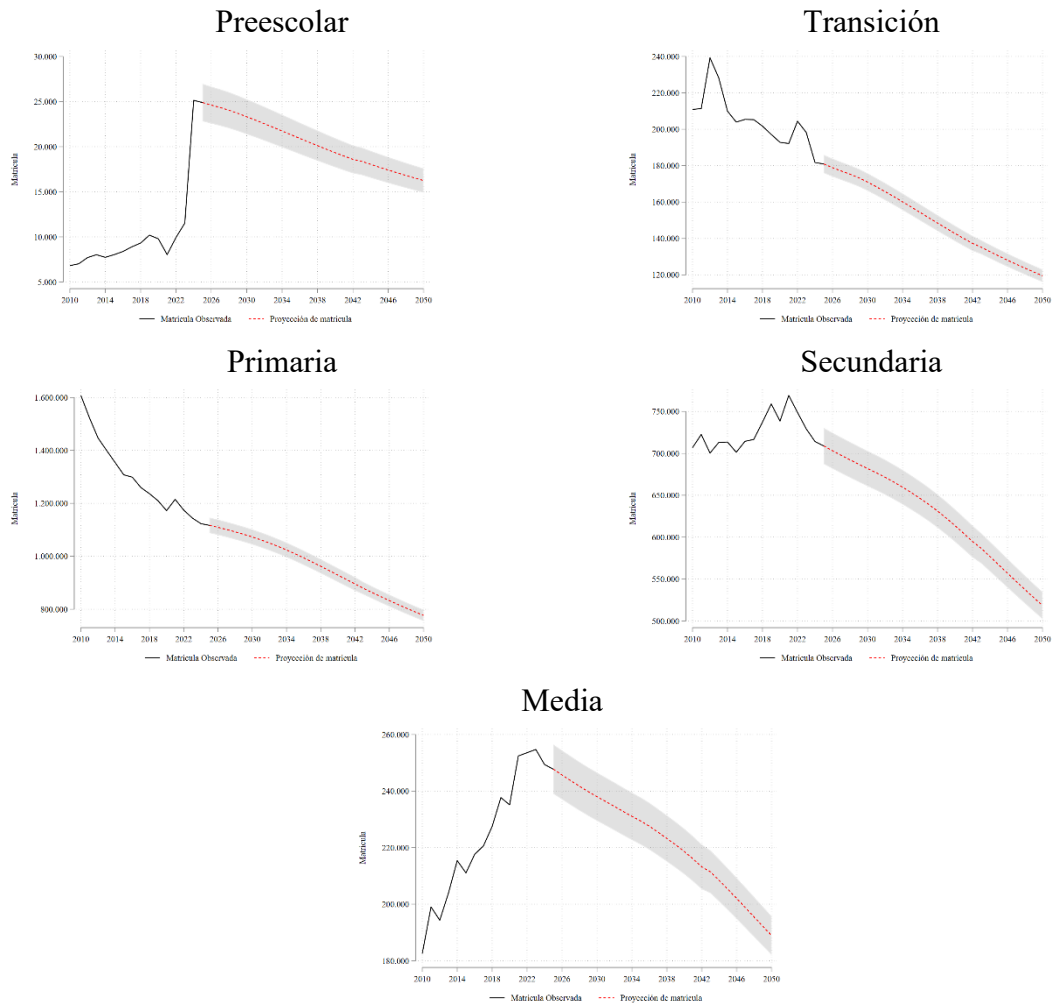 Preescolar
30.000
25.000
20.000
15.000
10.000
5.000
Matrícula
2010 2014 2018 2022 2026 2030 2034 2038 2042 2046 2050
Matrícula Observada Proyección de matrícula
Transición
240.000
220.000
200.000
180.000
160.000
140.000
120.000
Matrícula
2010 2014 2018 2022 2026 2030 2034 2038 2042 2046 2050
Matrícula Observada Proyección de matrícula
Primaria
1.600.000
1.400.000
1.200.000
1.000.000
800.000
Matrícula
2010 2014 2018 2022 2026 2030 2034 2038 2042 2046 2050
Matrícula Observada Proyección de matrícula
Secundaria
750.000
700.000
650.000
600.000
550.000
500.000
Matrícula
2010 2014 2018 2022 2026 2030 2034 2038 2042 2046 2050
Matrícula Observada Proyección de matrícula
Media
260.000
240.000
220.000
200.000
180.000
Matrícula
2010 2014 2018 2022 2026 2030 2034 2038 2042 2046 2050
Matrícula Observada Proyección de matrícula